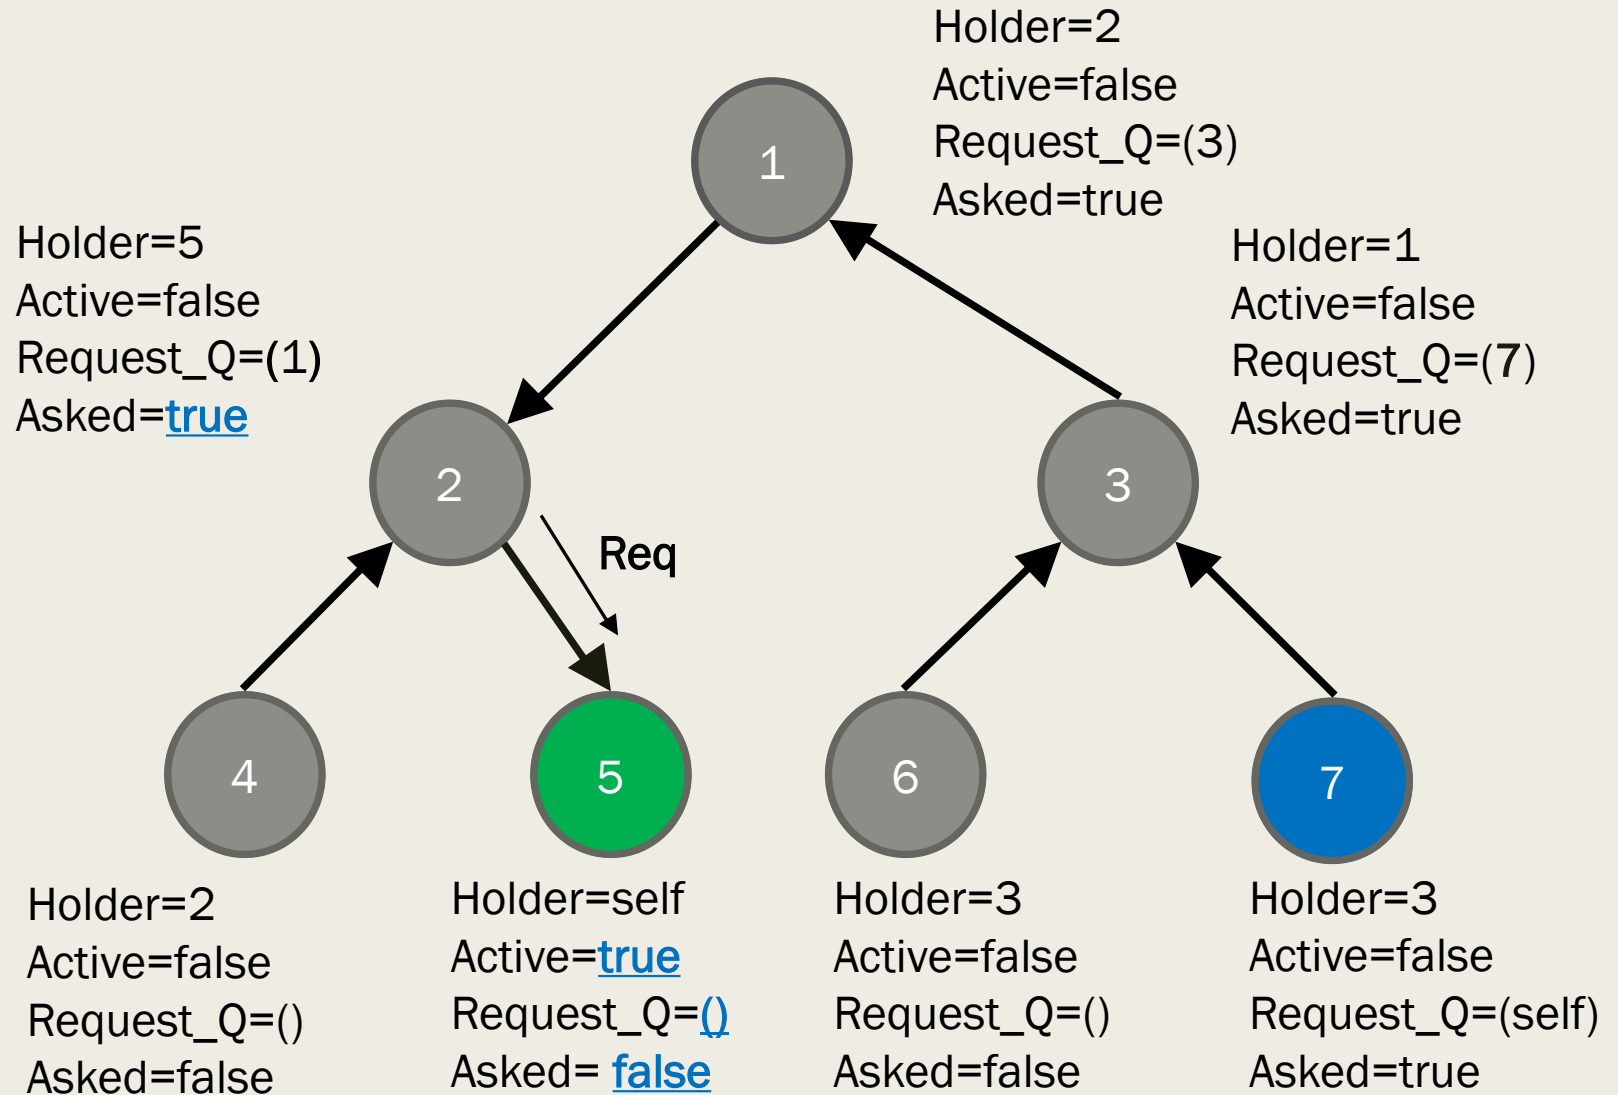 Holder=2
Active=false
Request_Q=(3)
Asked=true
1
Holder=5
Active=false
Request_Q=(1)
Asked=true
Holder=1
Active=false
Request_Q=(7)
Asked=true
2
Req
3
4
5
6
7
Holder=2
Active=false
Request_Q=()
Asked=false
Holder=self
Active=true
Request_Q=()
Asked= false
Holder=3
Active=false
Request_Q=()
Asked=false
Holder=3
Active=false
Request_Q=(self)
Asked=true